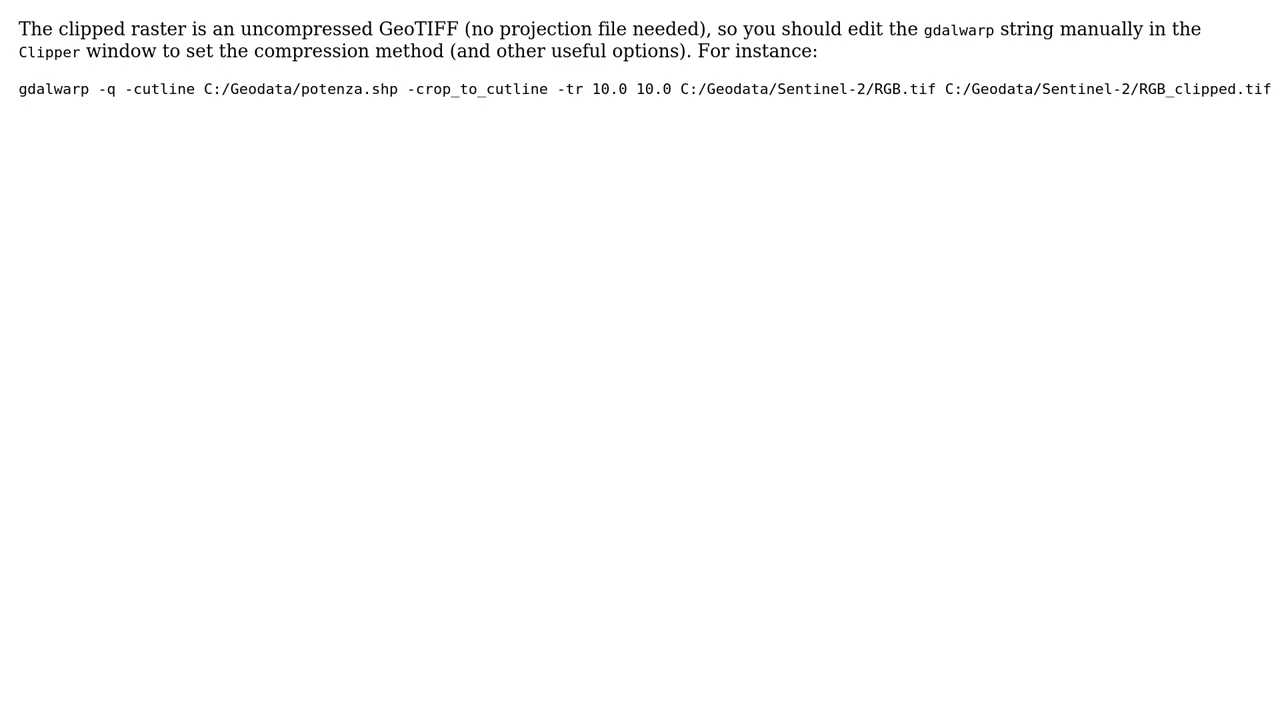 The clipped raster is an uncompressed GeoTIFF (no projection file needed), so you should edit the gdalwarp string manually in the
Clipper window to set the compression method (and other useful options). For instance:
gdalwarp -q -cutline C:/Geodata/potenza.shp -crop_to_cutline -tr 10.0 10.0 C:/Geodata/Sentinel-2/RGB.tif C:/Geodata/Sentinel-2/RGB_clipped.tif